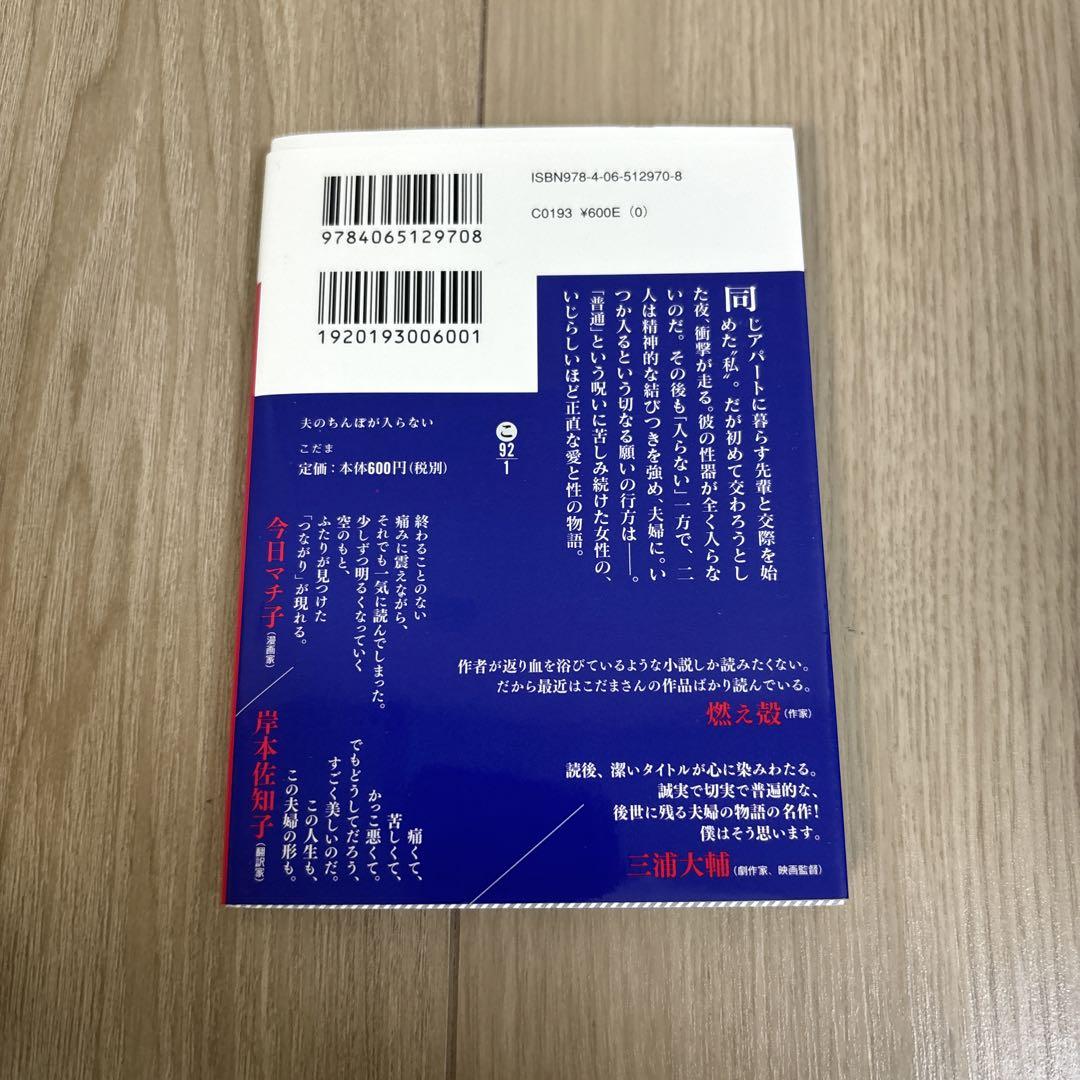 ISBN978-4-06-512970-8
C0193 ¥600E (0)
9784065129708
1920193006001
同じアパートに暮らす先輩と交際を始
めた〝私〟。だが初めて交わろうとし
た夜、衝撃が走る。彼の性器が全く入らな
いのだ。その後も「入らない」一方で、二
人は精神的な結びつきを強め、夫婦に。い
つか入るという切なる願いの行方は――。
「普通」という呪いに苦しみ続けた女性の、
いじらしいほど正直な愛と性の物語。
夫のちんぽが入らない
こだま
定価:本体600円(税別)
こ
92
1
終わることのない
痛みに震えながら、
それでも一気に読んでしまった。
少しずつ明るくなっていく
空のもと、
ふたりが見つけた
「つながり」が現れる。
今日マチ子(漫画家)
作者が返り血を浴びているような小説しか読みたくない。
だから最近はこだまさんの作品ばかり読んでいる。
燃え殻(作家)
痛くて、
苦しくて、
かっこ悪くて。
でもどうしてだろう、
すごく美しいのだ。
この人生も、
この夫婦の形も。
岸本佐知子(翻訳家)
読後、潔いタイトルが心に染みわたる。
誠実で切実で普遍的な、
後世に残る夫婦の物語の名作!
僕はそう思います。
三浦大輔(劇作家、映画監督)